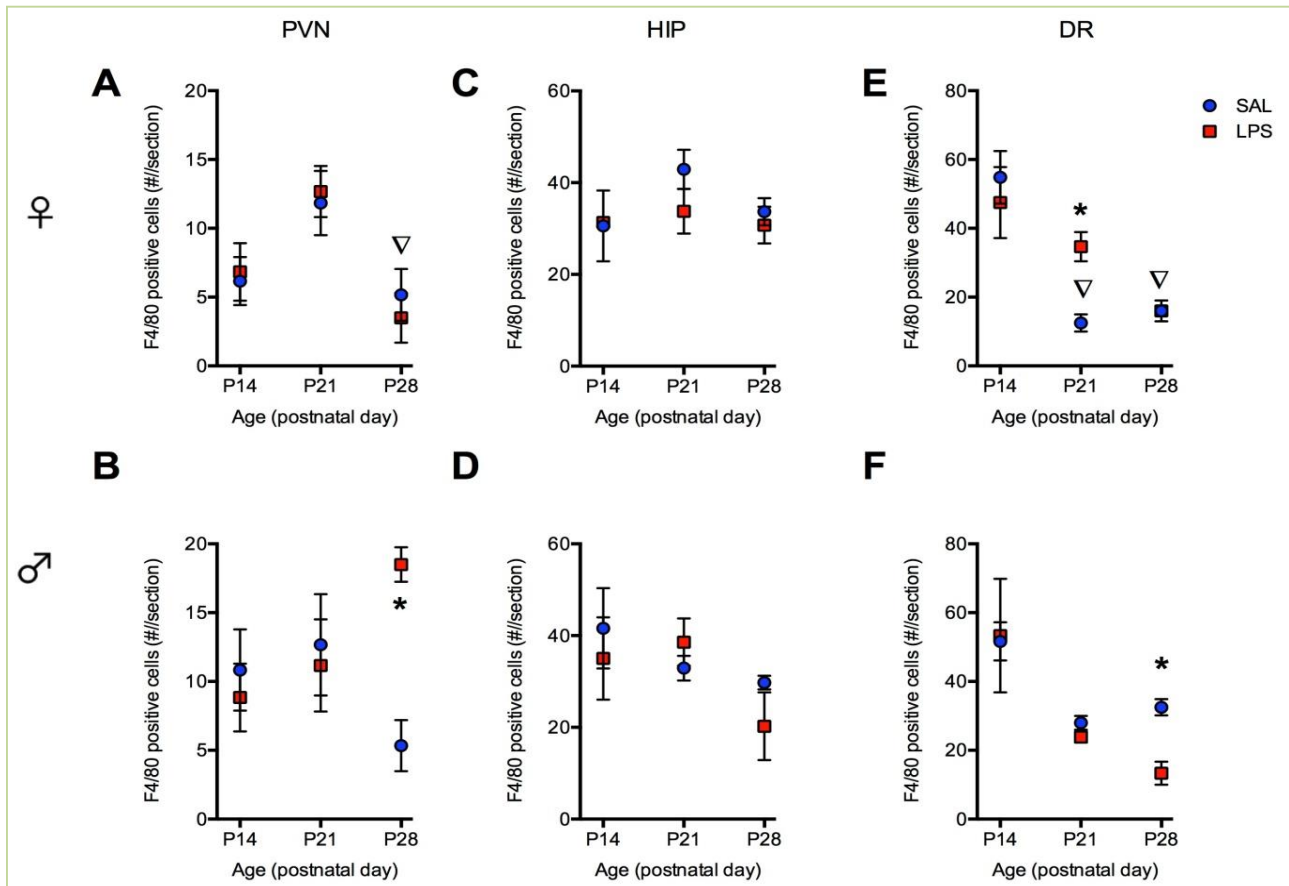 PVN HIP DR
A
20
15
10
5
0
F4/80 positive cells (#//section)
P14 P21 P28
Age (postnatal day)
C
60
40
20
0
F4/80 positive cells (#//section)
P14 P21 P28
Age (postnatal day)
E
80
60
40
20
0
F4/80 positive cells (#//section)
*
P14 P21 P28
Age (postnatal day)
SAL
LPS
♀
B
20
15
10
5
0
F4/80 positive cells (#//section)
*
P14 P21 P28
Age (postnatal day)
D
60
40
20
0
F4/80 positive cells (#//section)
P14 P21 P28
Age (postnatal day)
F
80
60
40
20
0
F4/80 positive cells (#//section)
*
P14 P21 P28
Age (postnatal day)
♂